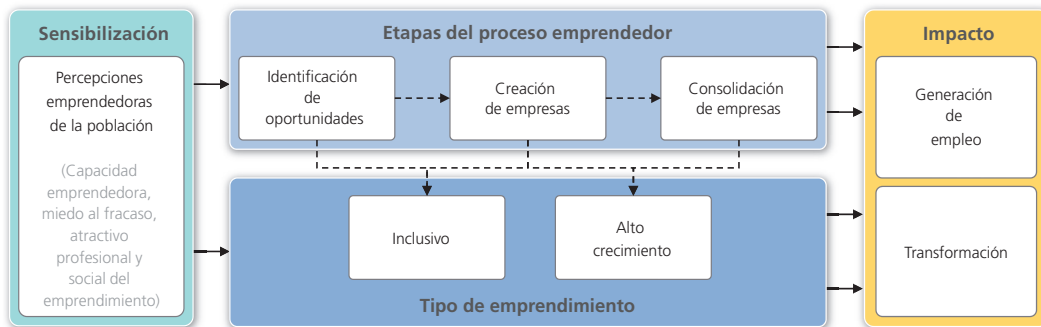 Sensibilización
Percepciones
emprendedoras
de la población
(Capacidad
emprendedora,
miedo al fracaso,
atractivo
profesional y
social del
emprendimiento)
Etapas del proceso emprendedor
Identificación
de
oportunidades
Creación
de empresas
Consolidación
de empresas
Inclusivo
Alto
crecimiento
Tipo de emprendimiento
Impacto
Generación
de
empleo
Transformación